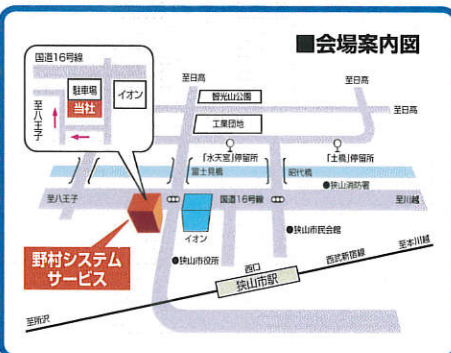 ■会場案内図
国道16号線
駐車場
当社
イオン
至八王子
至日高
至日高
智光山公園
至日高
工業団地
「水天宮」停留所
「土橋」停留所
富士見橋
昭代橋
●狭山消防署
至八王子
国道16号線
至川越
イオン
野村システム
サービス
●狭山市民会館
●狭山市役所
西口
狭山市駅
西武新宿線
至本川越
至所沢